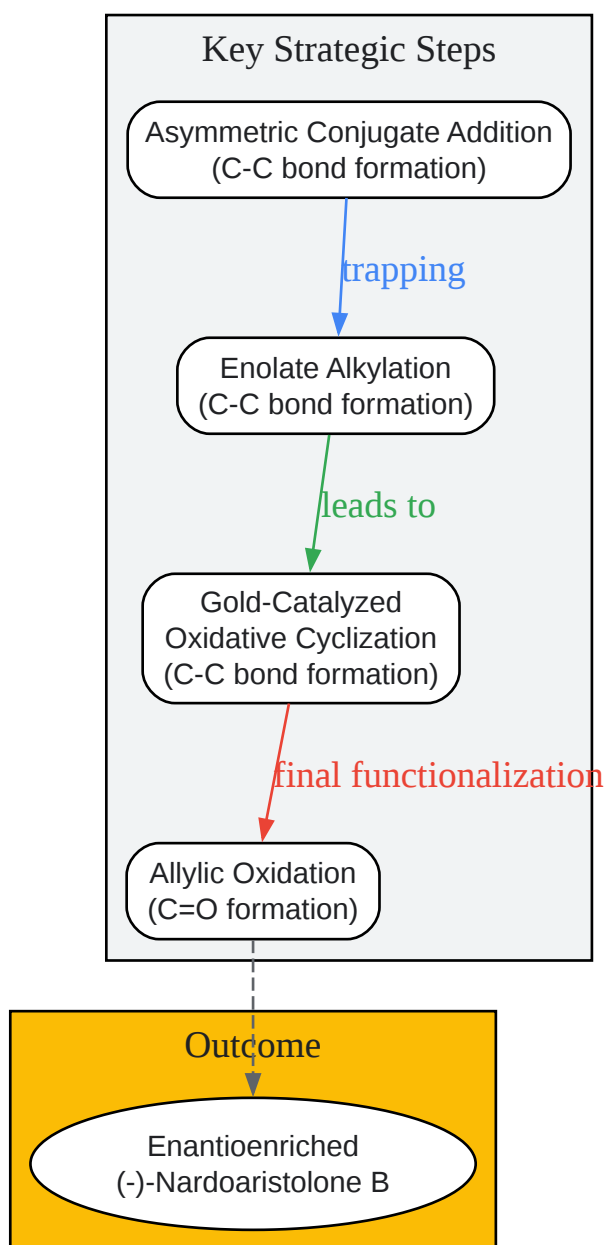 Key Strategic Steps
Asymmetric Conjugate Addition
(C-C bond formation)
trapping
Enolate Alkylation
(C-C bond formation)
leads to
Gold-Catalyzed
Oxidative Cyclization
(C-C bond formation)
final functionalization
Allylic Oxidation
(C=O formation)
Outcome
Enantioenriched
(-)-Nardoaristolone B